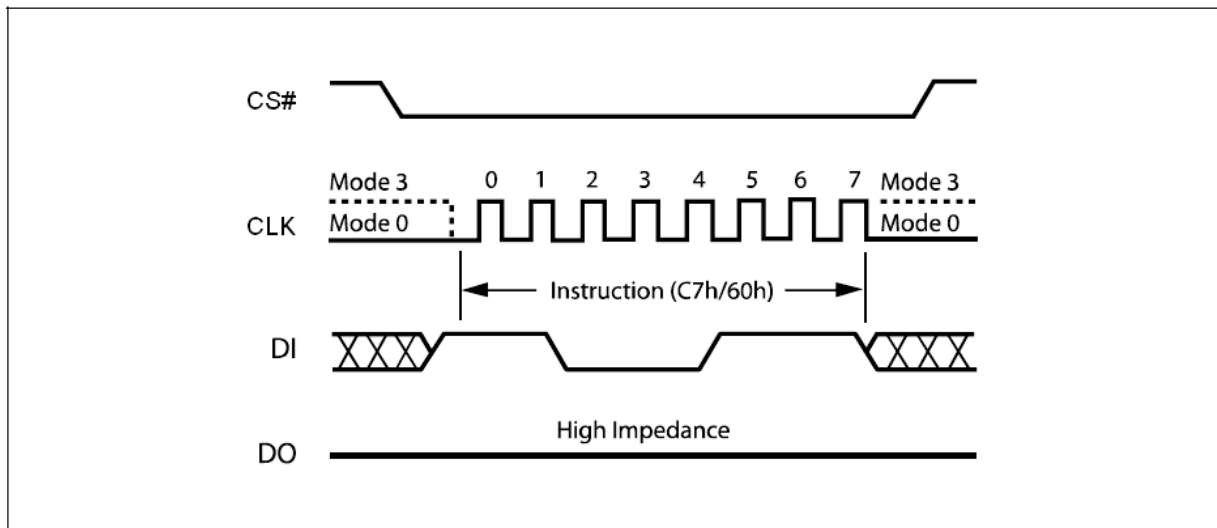 CS#
Mode 3 0 1 2 3 4 5 6 7 Mode 3
CLK Mode 0 Mode 0
Instruction (C7h/60h)
DI
High Impedance
DO